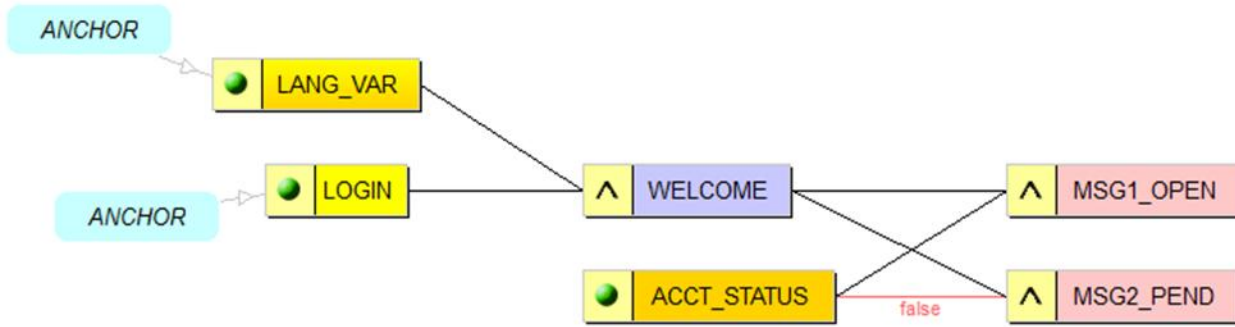 ANCHOR
LANG_VAR
LOGIN
∧ WELCOME
∧ MSG1_OPEN
ANCHOR
ACCT_STATUS
false
∧ MSG2_PEND